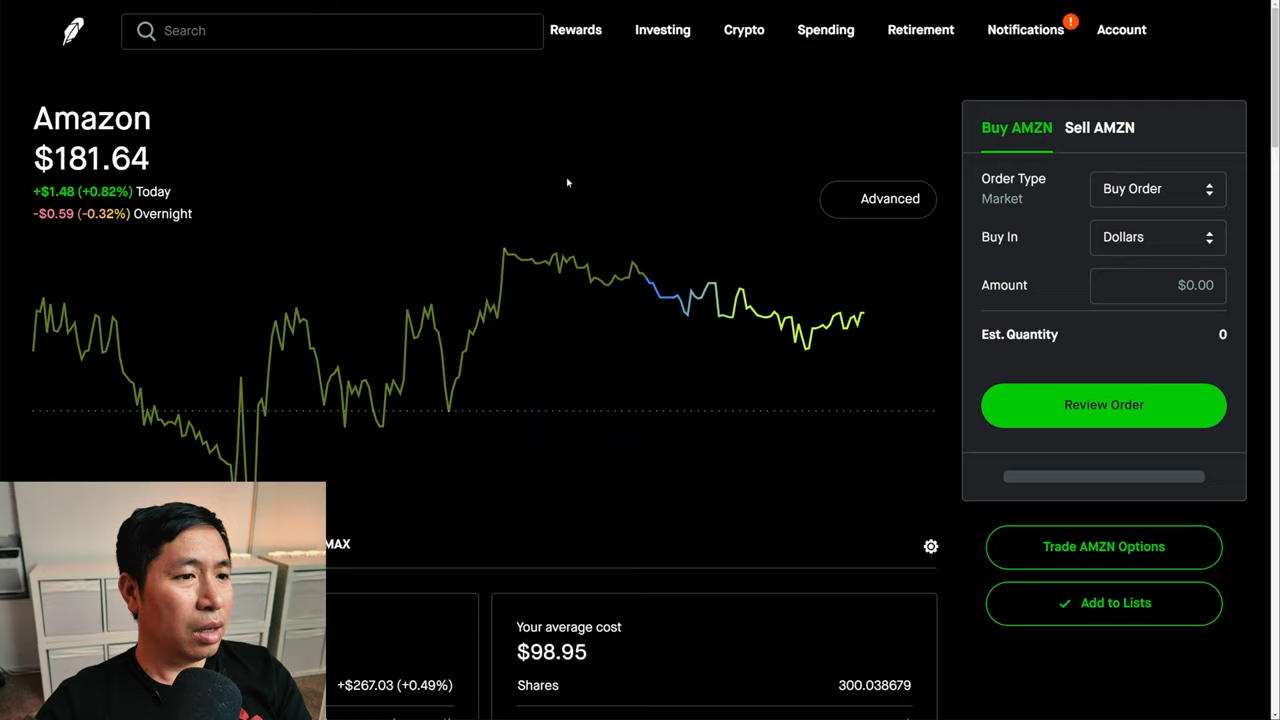 Search
Rewards
Investing
Crypto
Spending
Retirement
Notifications
!
Account
Amazon
$181.64
+$1.48 (+0.82%) Today
-$0.59 (-0.32%) Overnight
Advanced
Buy AMZN
Sell AMZN
Order Type
Market
Buy Order
Buy In
Dollars
Amount
$0.00
Est. Quantity
0
Review Order
MAX
Trade AMZN Options
Add to Lists
+$267.03 (+0.49%)
Your average cost
$98.95
Shares
300.038679